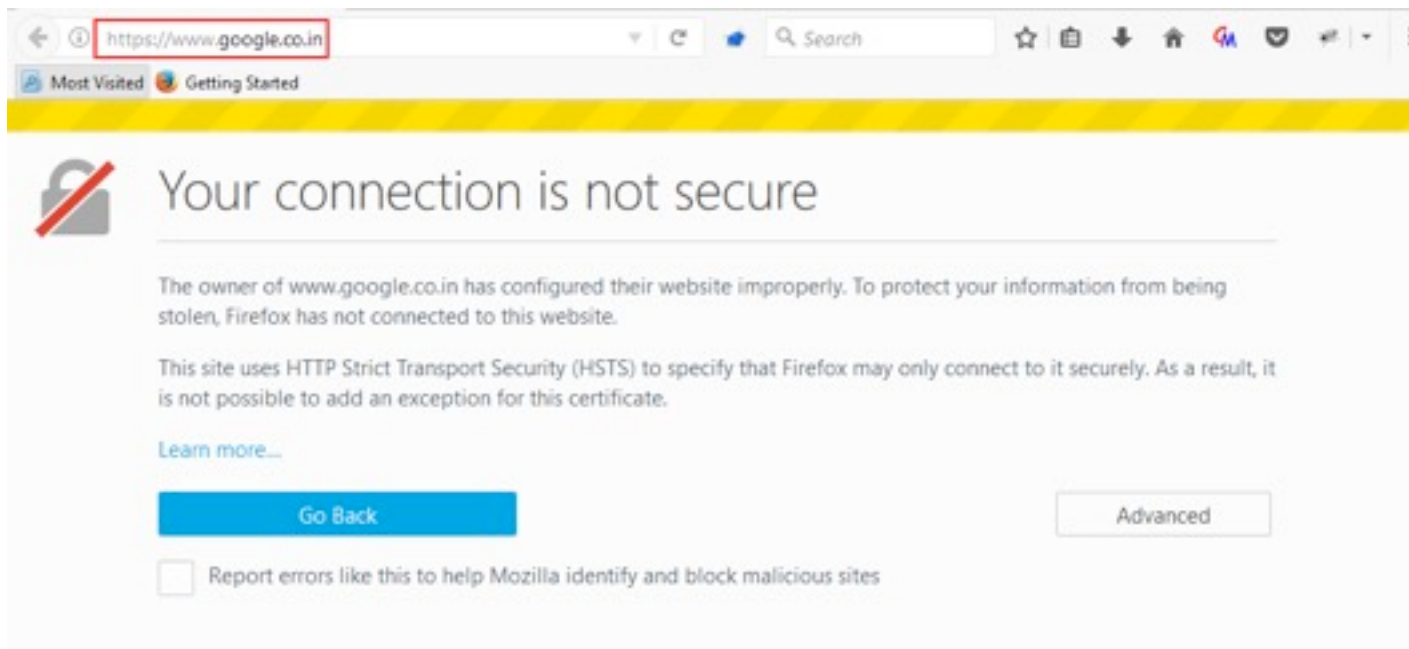 https://www.google.co.in
Search
Most Visited
Getting Started
Your connection is not secure
The owner of www.google.co.in has configured their website improperly. To protect your information from being
stolen, Firefox has not connected to this website.
This site uses HTTP Strict Transport Security (HSTS) to specify that Firefox may only connect to it securely. As a result, it
is not possible to add an exception for this certificate.
Learn more...
Go Back
Advanced
Report errors like this to help Mozilla identify and block malicious sites